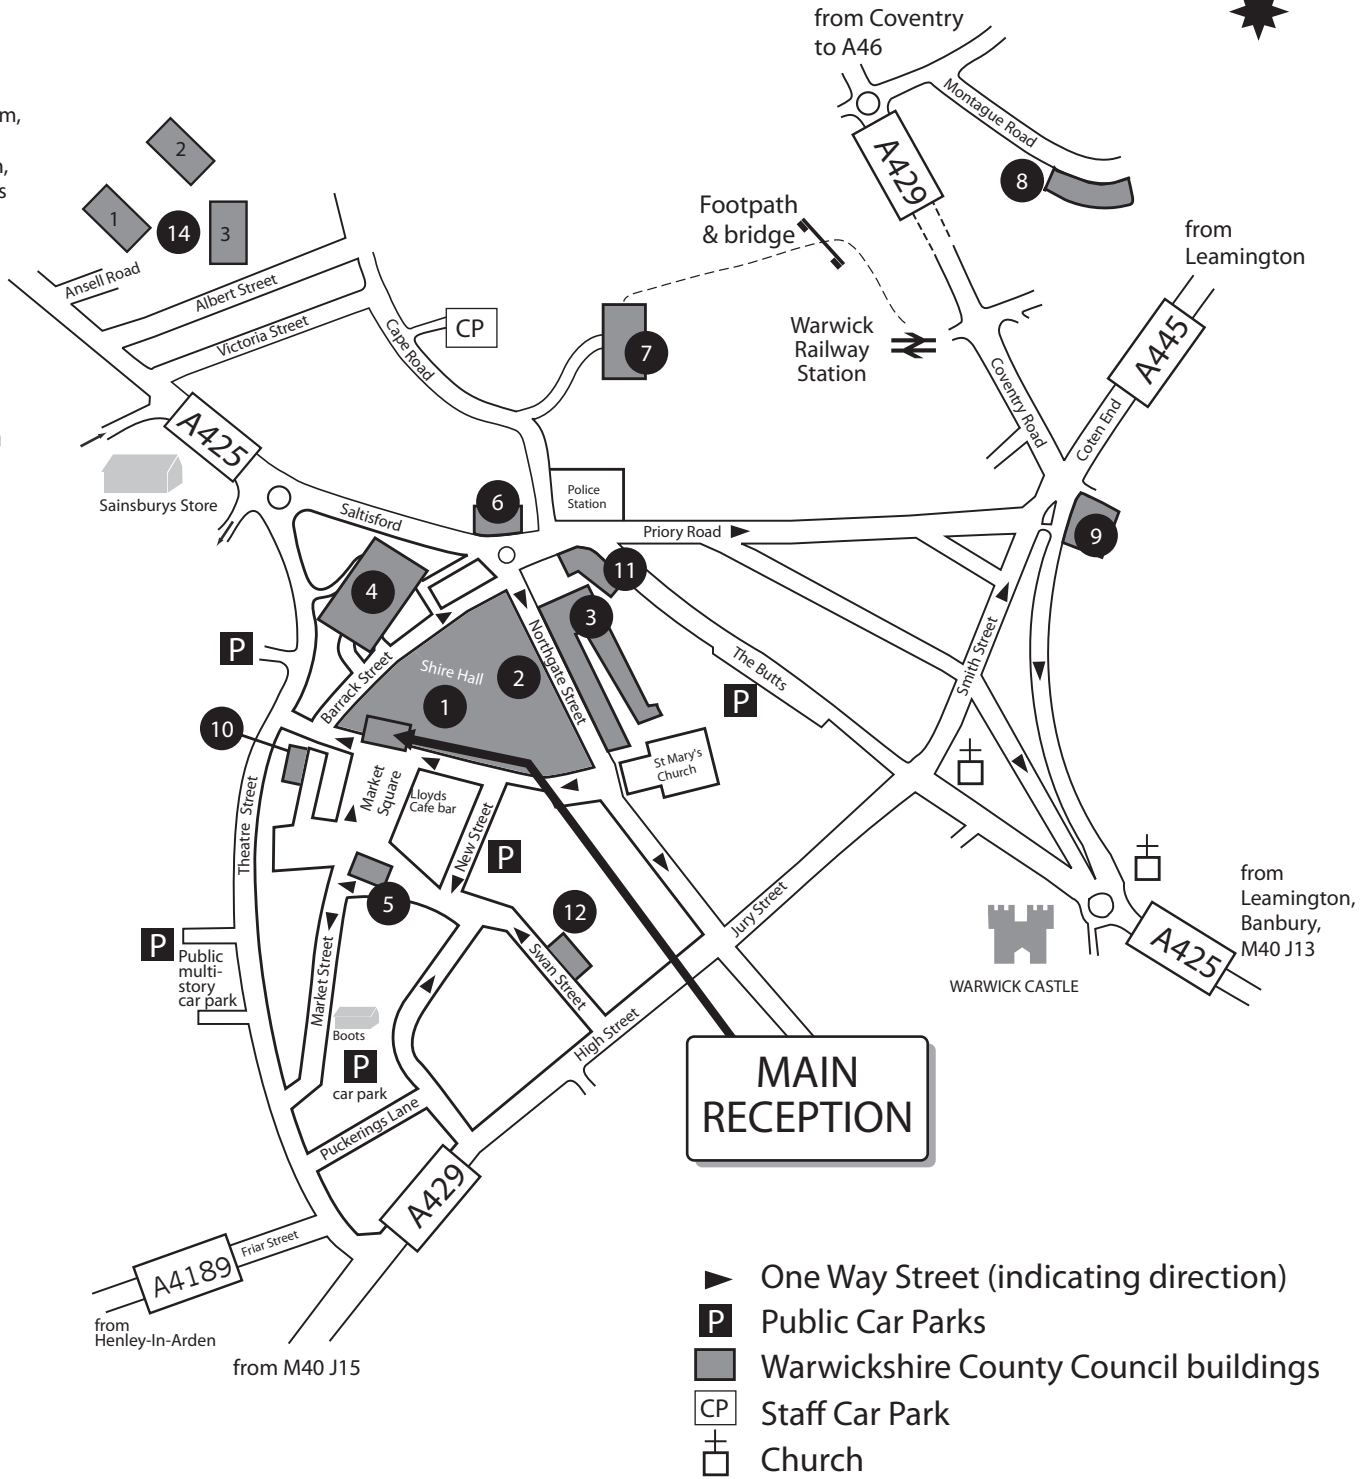 from Coventry
to A46
m,
n,
s
2
1
14
3
Ansell Road
Albert Street
Victoria Street
Cape Road
CP
Footpath
& bridge
7
Warwick
Railway
Station
A429
Montague Road
8
from
Leamington
A445
Coventry Road
Coten End
A425
Sainsburys Store
Saltisford
6
Police
Station
Priory Road
9
4
11
3
Northgate Street
Shire Hall
2
1
Barrack Street
P
The Butts
P
Smith Street
10
St Mary's
Church
Market
Square
Lloyds
Cafe bar
New Street
Theatre Street
P
5
12
Swan Street
Jury Street
P
Public
multi-
story
car park
Market Street
Boots
P
car park
High Street
Puckerings Lane
WARWICK CASTLE
from
Leamington,
Banbury,
M40 J13
A425
MAIN
RECEPTION
A429
A4189
Friar Street
from
Henley-In-Arden
from M40 J15
One Way Street (indicating direction)
P Public Car Parks
Warwickshire County Council buildings
CP Staff Car Park
Church